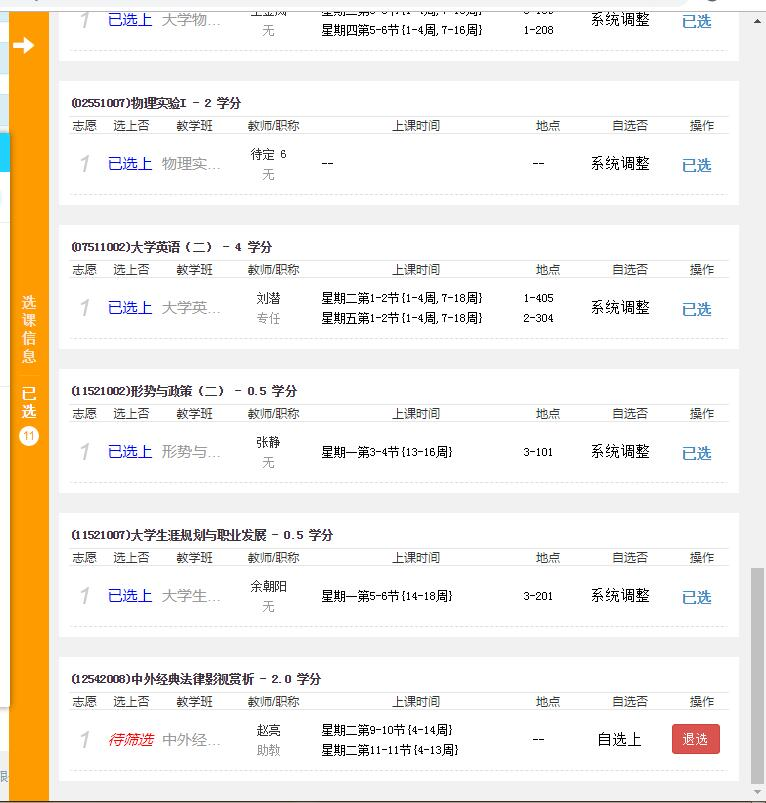 1 已选上 大学物...
无
星期四第5-6节{1-4周,7-16周} 1-208
系统调整 已选
(02551007)物理实验I - 2 学分
志愿 选上否 教学班 教师/职称 上课时间 地点 自选否 操作
1 已选上 物理实... 待定 6 -- -- 系统调整 已选
无
(07511002)大学英语（二） - 4 学分
志愿 选上否 教学班 教师/职称 上课时间 地点 自选否 操作
1 已选上 大学英... 刘潜 星期二第1-2节{1-4周,7-18周} 1-405 系统调整 已选
专任 星期五第1-2节{1-4周,7-18周} 2-304
(11521002)形势与政策（二） - 0.5 学分
志愿 选上否 教学班 教师/职称 上课时间 地点 自选否 操作
1 已选上 形势与... 张静 星期一第3-4节{13-16周} 3-101 系统调整 已选
无
(11521007)大学生涯规划与职业发展 - 0.5 学分
志愿 选上否 教学班 教师/职称 上课时间 地点 自选否 操作
1 已选上 大学生... 余朝阳 星期一第5-6节{14-18周} 3-201 系统调整 已选
无
(12542008)中外经典法律影视赏析 - 2.0 学分
志愿 选上否 教学班 教师/职称 上课时间 地点 自选否 操作
1 待筛选 中外经... 赵亮 星期二第9-10节{4-14周} -- 自选上 退选
助教 星期二第11-11节{4-13周}
选课信息
已选
11